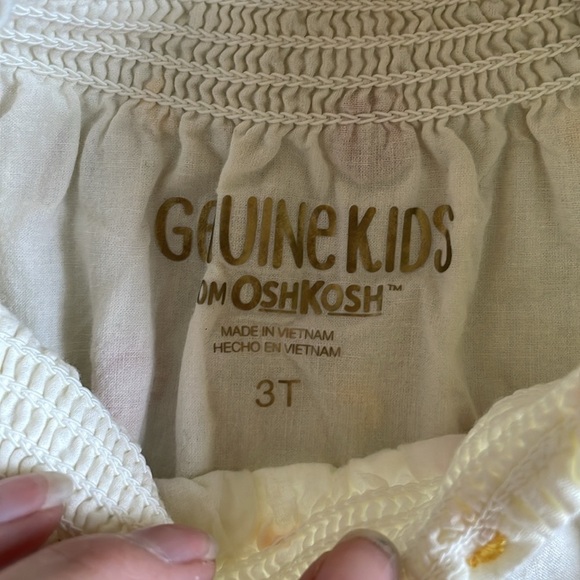 GEUINe KIDS
OM OSHKOSH™
MADE IN VIETNAM
HECHO EN VIETNAM
3T